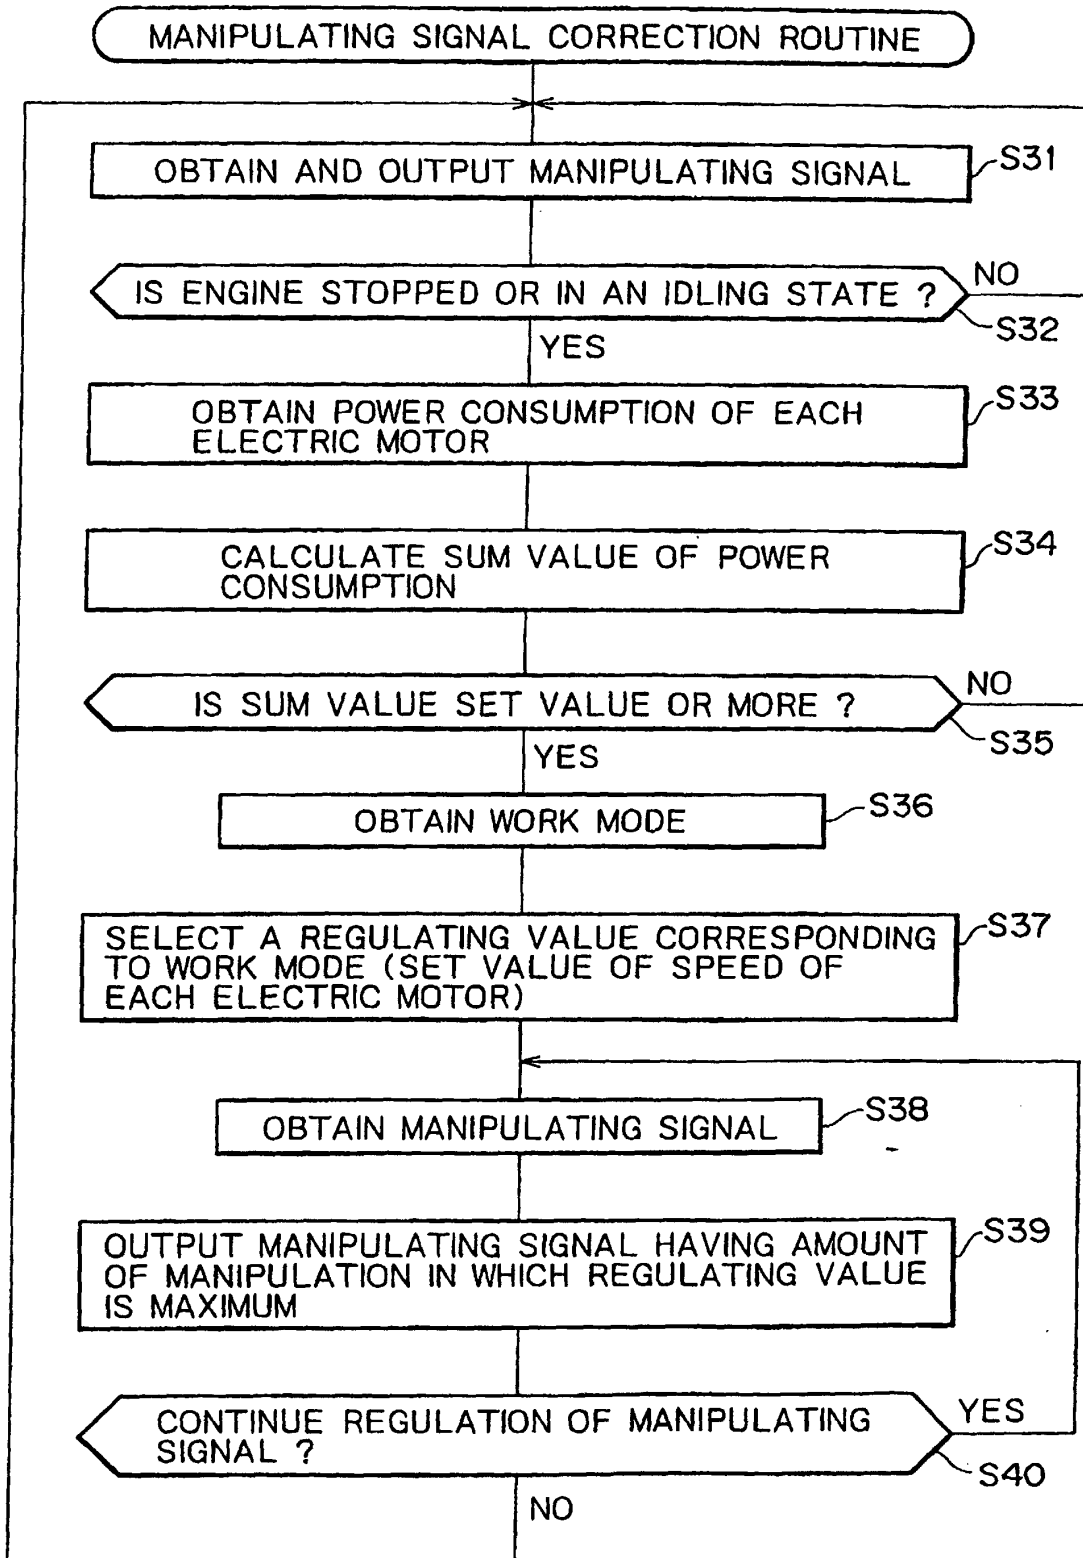 MANIPULATING SIGNAL CORRECTION ROUTINE
OBTAIN AND OUTPUT MANIPULATING SIGNAL
S31
IS ENGINE STOPPED OR IN AN IDLING STATE ?
NO
S32
YES
OBTAIN POWER CONSUMPTION OF EACH
ELECTRIC MOTOR
S33
CALCULATE SUM VALUE OF POWER
CONSUMPTION
S34
IS SUM VALUE SET VALUE OR MORE ?
NO
S35
YES
OBTAIN WORK MODE
S36
SELECT A REGULATING VALUE CORRESPONDING
TO WORK MODE (SET VALUE OF SPEED OF
EACH ELECTRIC MOTOR)
S37
OBTAIN MANIPULATING SIGNAL
S38
OUTPUT MANIPULATING SIGNAL HAVING AMOUNT
OF MANIPULATION IN WHICH REGULATING VALUE
IS MAXIMUM
S39
CONTINUE REGULATION OF MANIPULATING
SIGNAL ?
YES
S40
NO